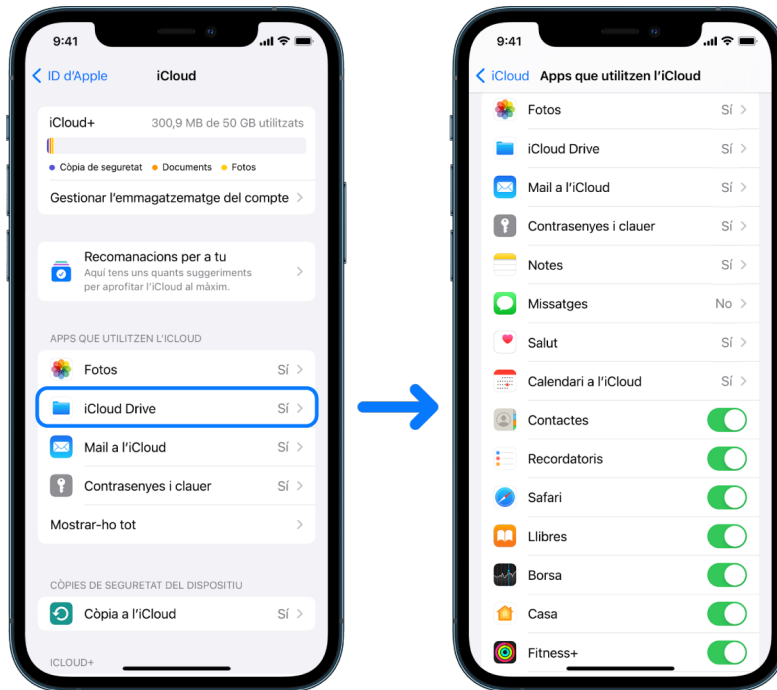 9:41
ID d'Apple
iCloud
iCloud+
300,9 MB de 50 GB utilitzats
Còpia de seguretat
Documents
Fotos
Gestionar l'emmagatzematge del compte
Recomanacions per a tu
Aquí tens uns quants suggeriments
per aprofitar l'iCloud al màxim.
APPS QUE UTILITZEN L'ICLOUD
Fotos Sí
iCloud Drive Sí
Mail a l'iCloud Sí
Contrasenyes i clauer Sí
Mostrar-ho tot
CÒPIES DE SEGURETAT DEL DISPOSITIU
Còpia a l'iCloud Sí
ICLOUD+
9:41
iCloud
Apps que utilitzen l'iCloud
Fotos Sí
iCloud Drive Sí
Mail a l'iCloud Sí
Contrasenyes i clauer Sí
Notes Sí
Missatges No
Salut Sí
Calendari a l'iCloud Sí
Contactes
Recordatoris
Safari
Llibres
Borsa
Casa
Fitness+